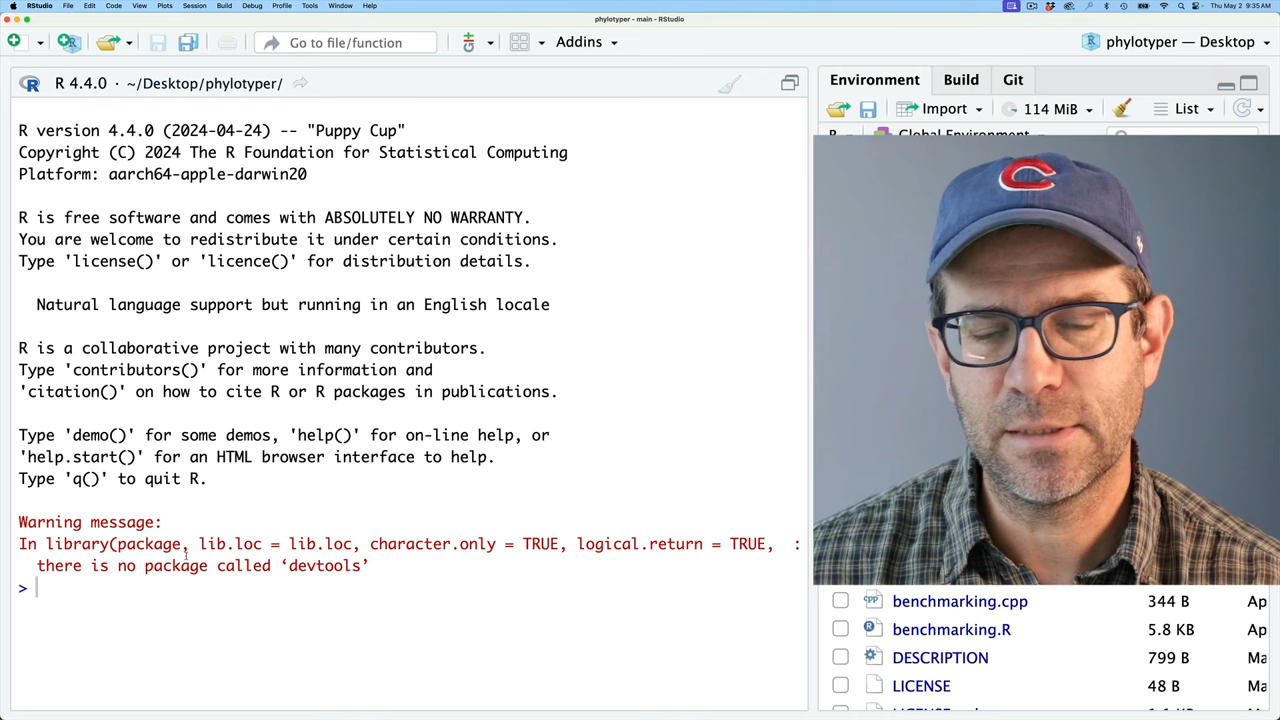 RStudio File Edit Code View Plots Session Build Debug Profile Tools Window Help Thu May 2 9:35 AM
phylotyper - main - RStudio
Go to file/function Addins phylotyper — Desktop
R 4.4.0 · ~/Desktop/phylotyper/
Environment Build Git
Import 114 MiB List
R Global Environment
R version 4.4.0 (2024-04-24) -- "Puppy Cup"
Copyright (C) 2024 The R Foundation for Statistical Computing
Platform: aarch64-apple-darwin20
R is free software and comes with ABSOLUTELY NO WARRANTY.
You are welcome to redistribute it under certain conditions.
Type 'license()' or 'licence()' for distribution details.
Natural language support but running in an English locale
R is a collaborative project with many contributors.
Type 'contributors()' for more information and
'citation()' on how to cite R or R packages in publications.
Type 'demo()' for some demos, 'help()' for on-line help, or
'help.start()' for an HTML browser interface to help.
Type 'q()' to quit R.
Warning message:
In library(package, lib.loc = lib.loc, character.only = TRUE, logical.return = TRUE, :
there is no package called ‘devtools’
>
C
benchmarking.cpp 344 B Ap
benchmarking.R 5.8 KB Ap
DESCRIPTION 799 B Ma
LICENSE 48 B Ma